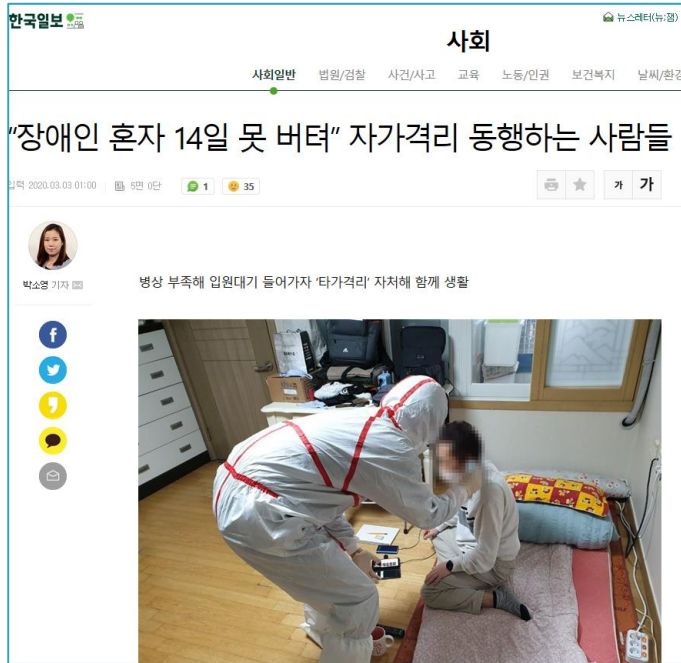 한국일보
뉴스레터(뉴:잼)
사회
사회일반 법원/검찰 사건/사고 교육 노동/인권 보건복지 날씨/환경
“장애인 혼자 14일 못 버텨” 자가격리 동행하는 사람들
입력 2020.03.03 01:00 5면 0단 1 35 가 가
박소영 기자
병상 부족해 입원대기 들어가자 ‘타가격리’ 자처해 함께 생활